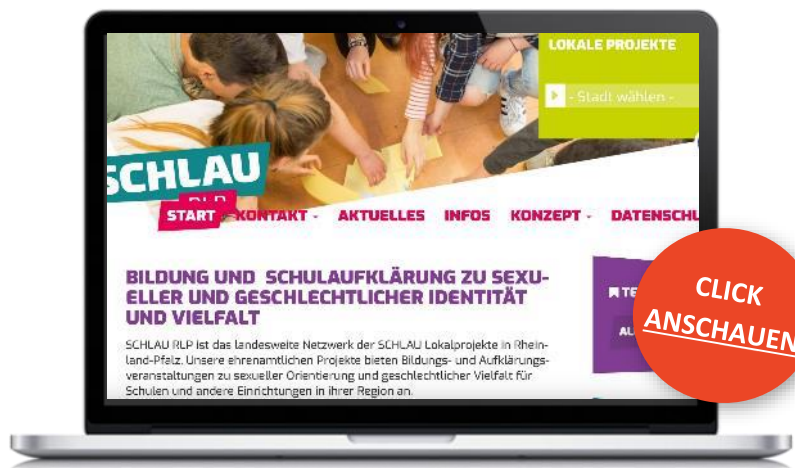 LOKALE PROJEKTE
- Stadt wählen -
SCHLAU
RLP
START KONTAKT - AKTUELLES INFOS KONZEPT - DATENSCHU
BILDUNG UND SCHULAUFKLÄRUNG ZU SEXU-
ELLER UND GESCHLECHTLICHER IDENTITÄT
UND VIELFALT
SCHLAU RLP ist das landesweite Netzwerk der SCHLAU Lokalprojekte in Rhein-
land-Pfalz. Unsere ehrenamtlichen Projekte bieten Bildungs- und Aufklärungs-
veranstaltungen zu sexueller Orientierung und geschlechtlicher Vielfalt für
Schulen und andere Einrichtungen in ihrer Region an.
CLICK
ANSCHAUEN